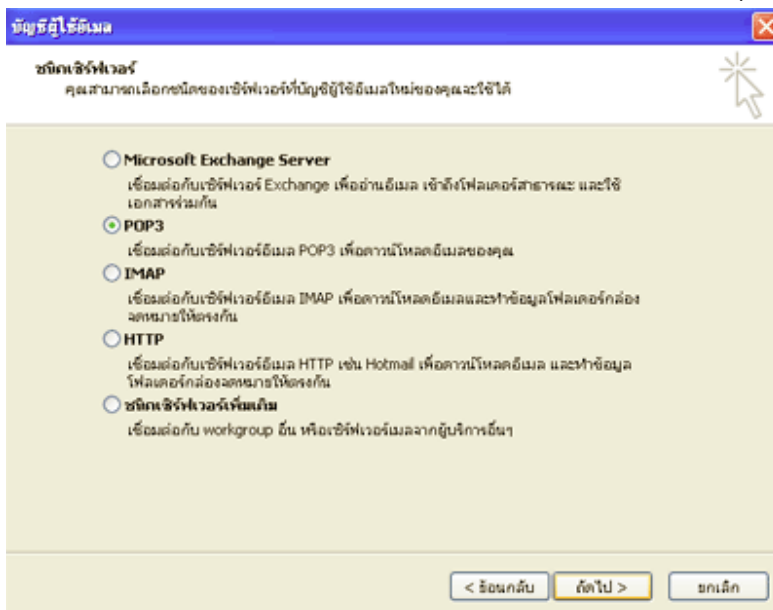 บัญชีผู้ใช้อีเมล
ชนิดเซิร์ฟเวอร์
คุณสามารถเลือกชนิดของเซิร์ฟเวอร์ที่บัญชีผู้ใช้อีเมลใหม่ของคุณจะใช้ได้
Microsoft Exchange Server
เชื่อมต่อกับเซิร์ฟเวอร์ Exchange เพื่ออ่านอีเมล เข้าถึงโฟลเดอร์สาธารณะ และใช้
เอกสารร่วมกัน
POP3
เชื่อมต่อกับเซิร์ฟเวอร์อีเมล POP3 เพื่อดาวน์โหลดอีเมลของคุณ
IMAP
เชื่อมต่อกับเซิร์ฟเวอร์อีเมล IMAP เพื่อดาวน์โหลดอีเมลและทำข้อมูลโฟลเดอร์กล่อง
จดหมายให้ตรงกัน
HTTP
เชื่อมต่อกับเซิร์ฟเวอร์อีเมล HTTP เช่น Hotmail เพื่อดาวน์โหลดอีเมล และทำข้อมูล
โฟลเดอร์กล่องจดหมายให้ตรงกัน
ชนิดเซิร์ฟเวอร์เพิ่มเติม
เชื่อมต่อกับ workgroup อื่น หรือเซิร์ฟเวอร์เมลจากผู้บริการอื่นๆ
< ย้อนกลับ
ถัดไป >
ยกเลิก